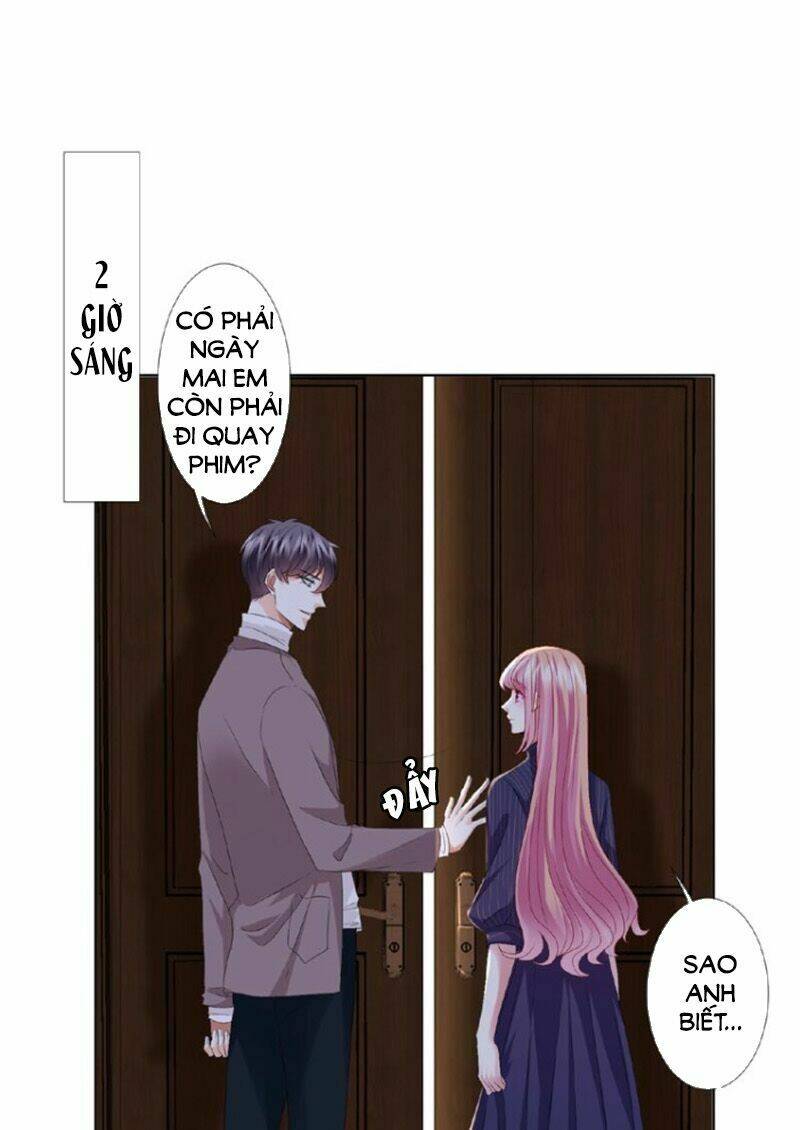 2
GIỜ
SÁNG
CÓ PHẢI
NGÀY
MAI EM
CÒN PHẢI
ĐI QUAY
PHIM?
ĐẨY
SAO
ANH
BIẾT...